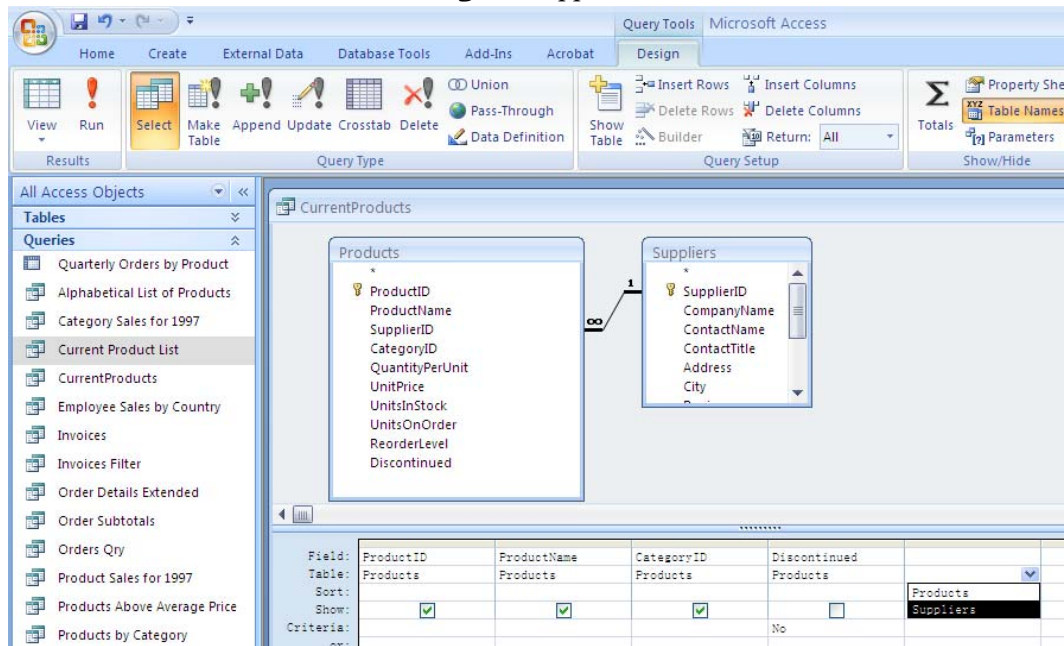 Query Tools Microsoft Access
Home Create External Data Database Tools Add-Ins Acrobat Design
View
Run
Select
Make Table
Append
Update
Crosstab
Delete
Union
Pass-Through
Data Definition
Show Table
Insert Rows
Delete Rows
Builder
Insert Columns
Delete Columns
Return: All
Σ
Totals
Property She
XYZ Table Names
[?] Parameters
Results
Query Type
Query Setup
Show/Hide
All Access Objects «
Tables
Queries
Quarterly Orders by Product
Alphabetical List of Products
Category Sales for 1997
Current Product List
CurrentProducts
Employee Sales by Country
Invoices
Invoices Filter
Order Details Extended
Order Subtotals
Orders Qry
Product Sales for 1997
Products Above Average Price
Products by Category
CurrentProducts
Products
*
ProductID
ProductName
SupplierID
CategoryID
QuantityPerUnit
UnitPrice
UnitsInStock
UnitsOnOrder
ReorderLevel
Discontinued
∞
1
Suppliers
*
SupplierID
CompanyName
ContactName
ContactTitle
Address
City
Field: ProductID ProductName CategoryID Discontinued
Table: Products Products Products Products
Sort:
Show:
Criteria: No
or:
Products
Suppliers